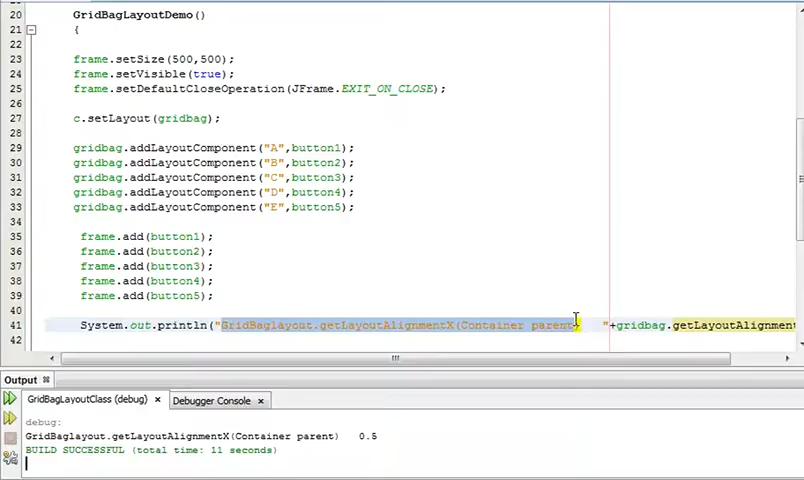 20 GridBagLayoutDemo()
21 {
22
23 frame.setSize(500,500);
24 frame.setVisible(true);
25 frame.setDefaultCloseOperation(JFrame.EXIT_ON_CLOSE);
26
27 c.setLayout(gridbag);
28
29 gridbag.addLayoutComponent("A",button1);
30 gridbag.addLayoutComponent("B",button2);
31 gridbag.addLayoutComponent("C",button3);
32 gridbag.addLayoutComponent("D",button4);
33 gridbag.addLayoutComponent("E",button5);
34
35 frame.add(button1);
36 frame.add(button2);
37 frame.add(button3);
38 frame.add(button4);
39 frame.add(button5);
40
41 System.out.println("GridBaglayout.getLayoutAlignmentX(Container parent) "+gridbag.getLayoutAlignment
42
Output
GridBagLayoutClass (debug) Debugger Console
debug:
GridBaglayout.getLayoutAlignmentX(Container parent) 0.5
BUILD SUCCESSFUL (total time: 11 seconds)